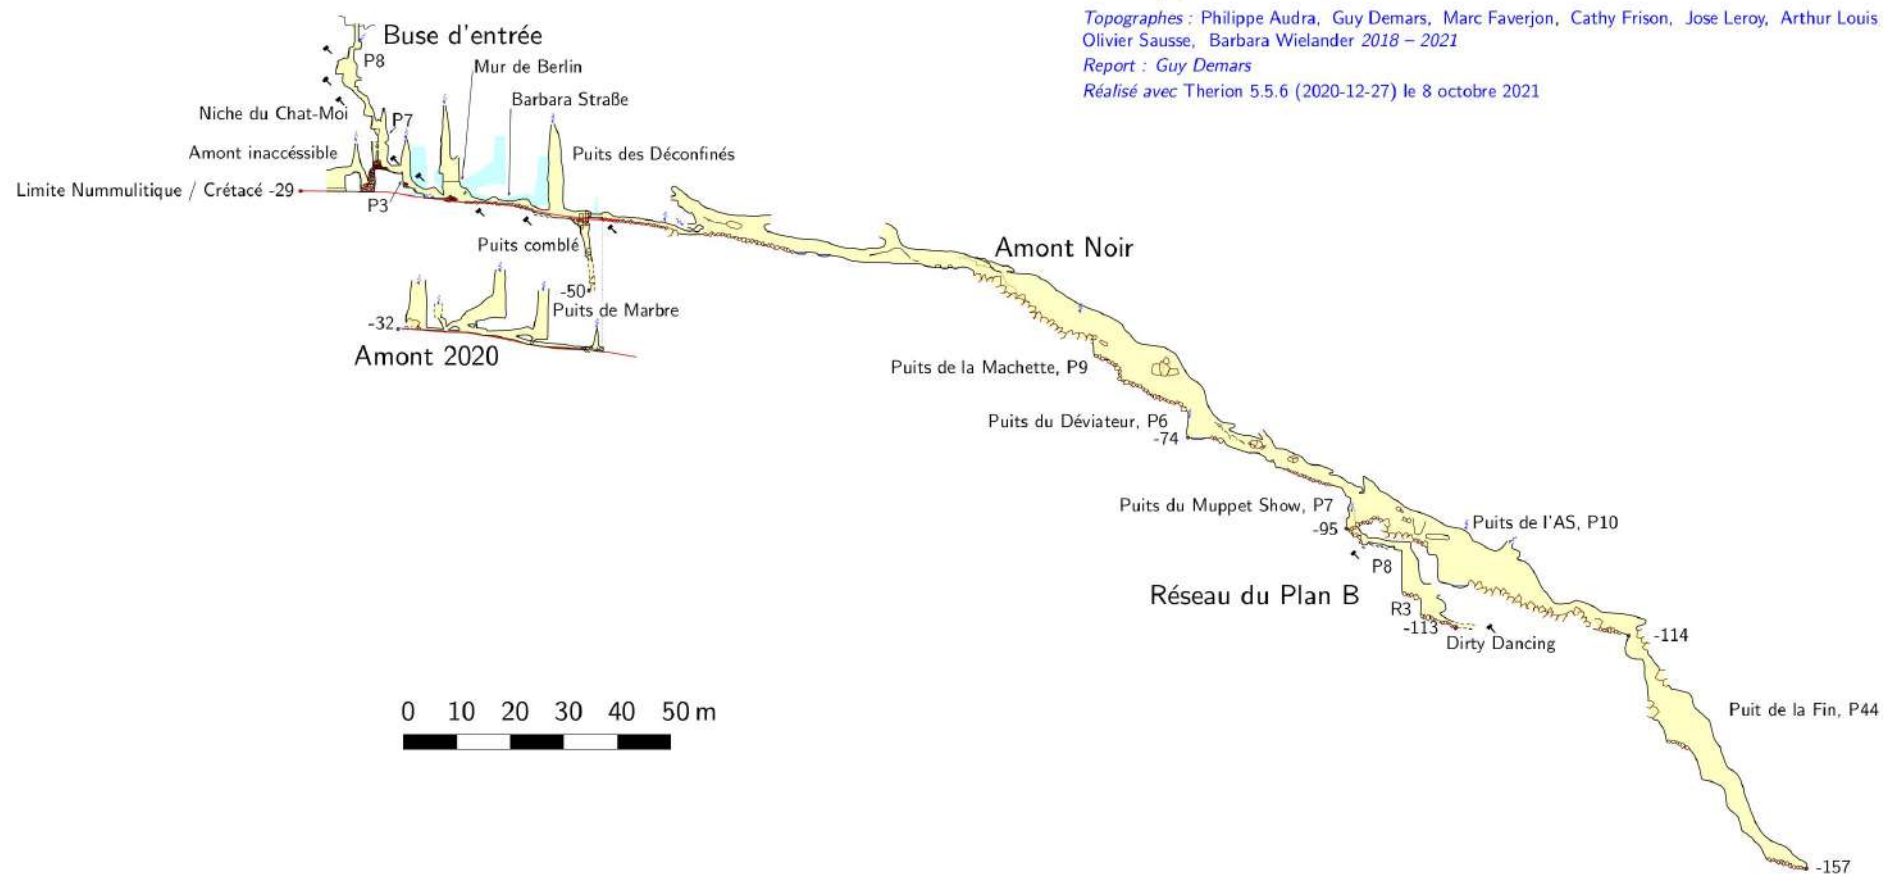 Topographes : Philippe Audra, Guy Demars, Marc Faverjon, Cathy Frison, Jose Leroy, Arthur Louis
Olivier Sausse, Barbara Wielander 2018 – 2021
Report : Guy Demars
Réalisé avec Therion 5.5.6 (2020-12-27) le 8 octobre 2021
Buse d'entrée
P8
Mur de Berlin
Barbara Straße
Niche du Chat-Moi
P7
Amont inaccéssible
Puits des Déconfinés
Limite Nummulitique / Crétacé -29
P3
Puits comblé
-50
Puits de Marbre
-32
Amont 2020
Amont Noir
Puits de la Machette, P9
Puits du Déviateur, P6
-74
Puits du Muppet Show, P7
-95
Puits de l'AS, P10
P8
Réseau du Plan B
R3
-113
Dirty Dancing
-114
Puit de la Fin, P44
0 10 20 30 40 50 m
-157